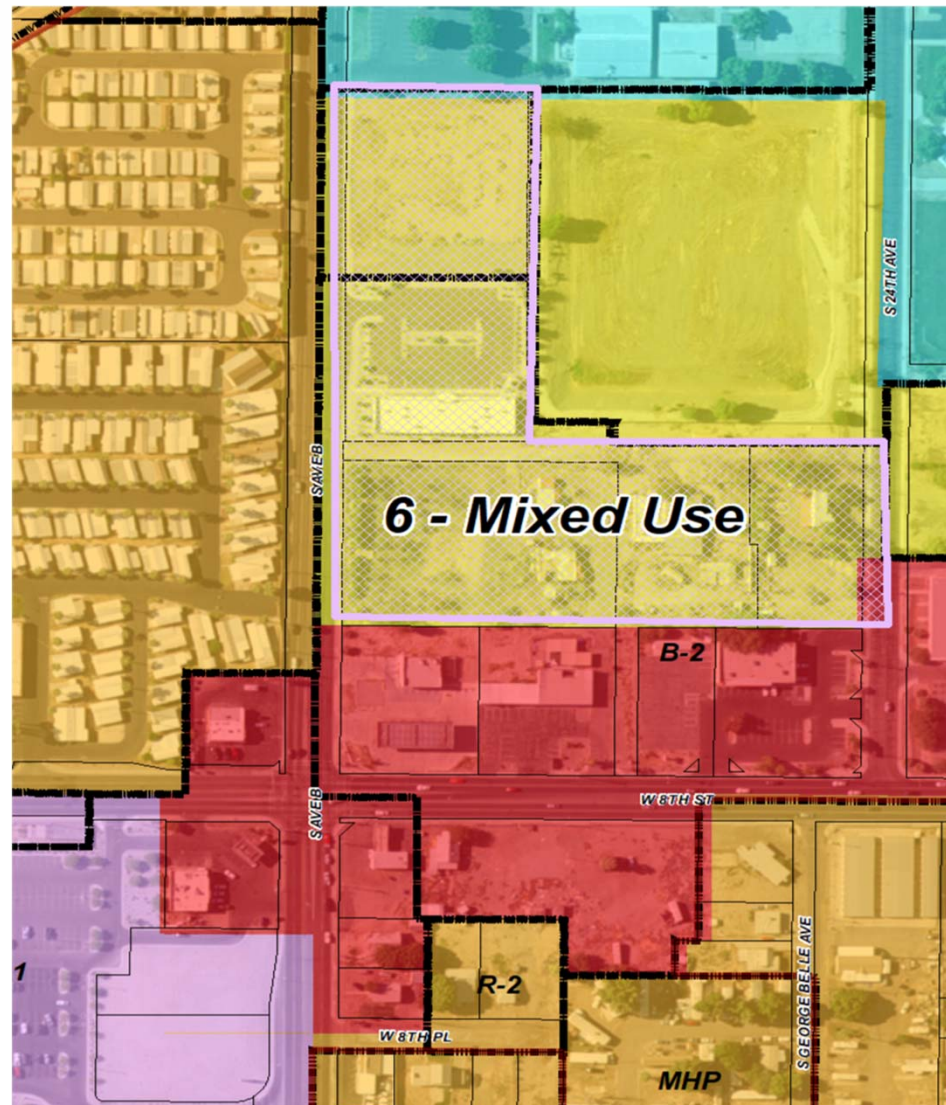 S 24TH AVE
S AVE B
6 - Mixed Use
B-2
W 8TH ST
S AVE B
S GEORGE BELLE AVE
1
R-2
W 8TH PL
MHP